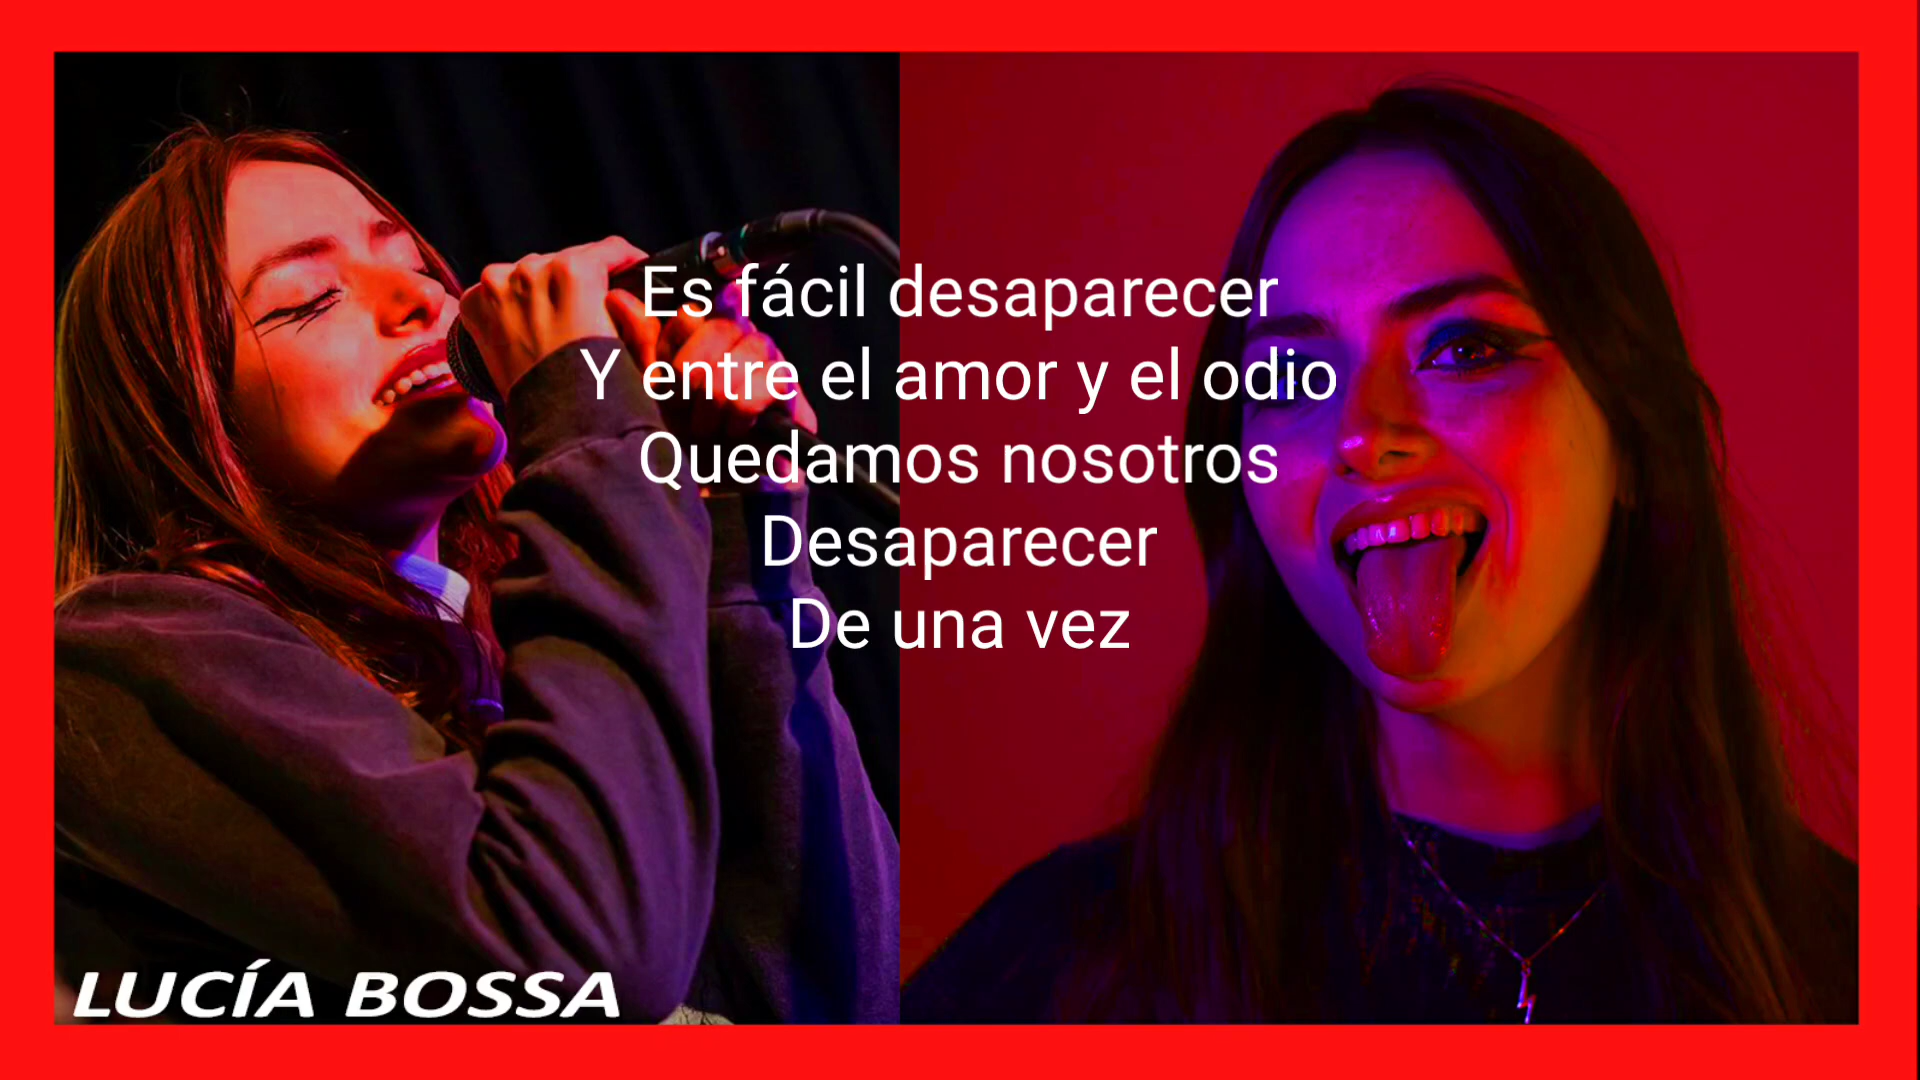 Es fácil desaparecer
Y entre el amor y el odio
Quedamos nosotros
Desaparecer
De una vez
LUCÍA BOSSA